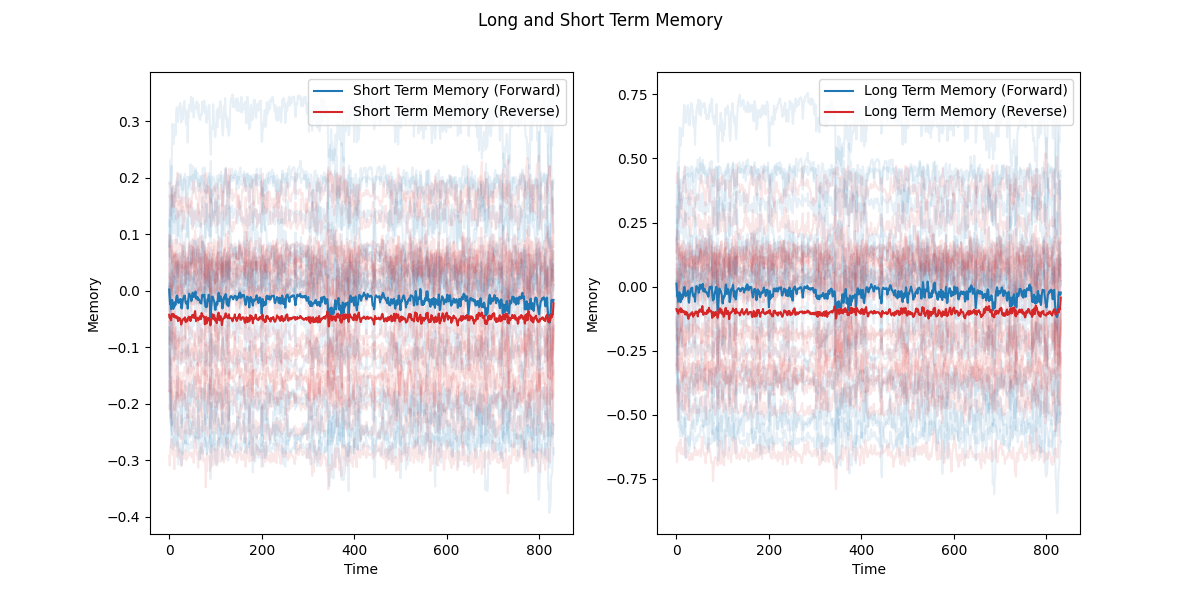 Long and Short Term Memory
Short Term Memory (Forward)
Short Term Memory (Reverse)
0.3
0.2
0.1
0.0
−0.1
−0.2
−0.3
−0.4
Memory
0
200
400
600
800
Time
Long Term Memory (Forward)
Long Term Memory (Reverse)
0.75
0.50
0.25
0.00
−0.25
−0.50
−0.75
Memory
0
200
400
600
800
Time